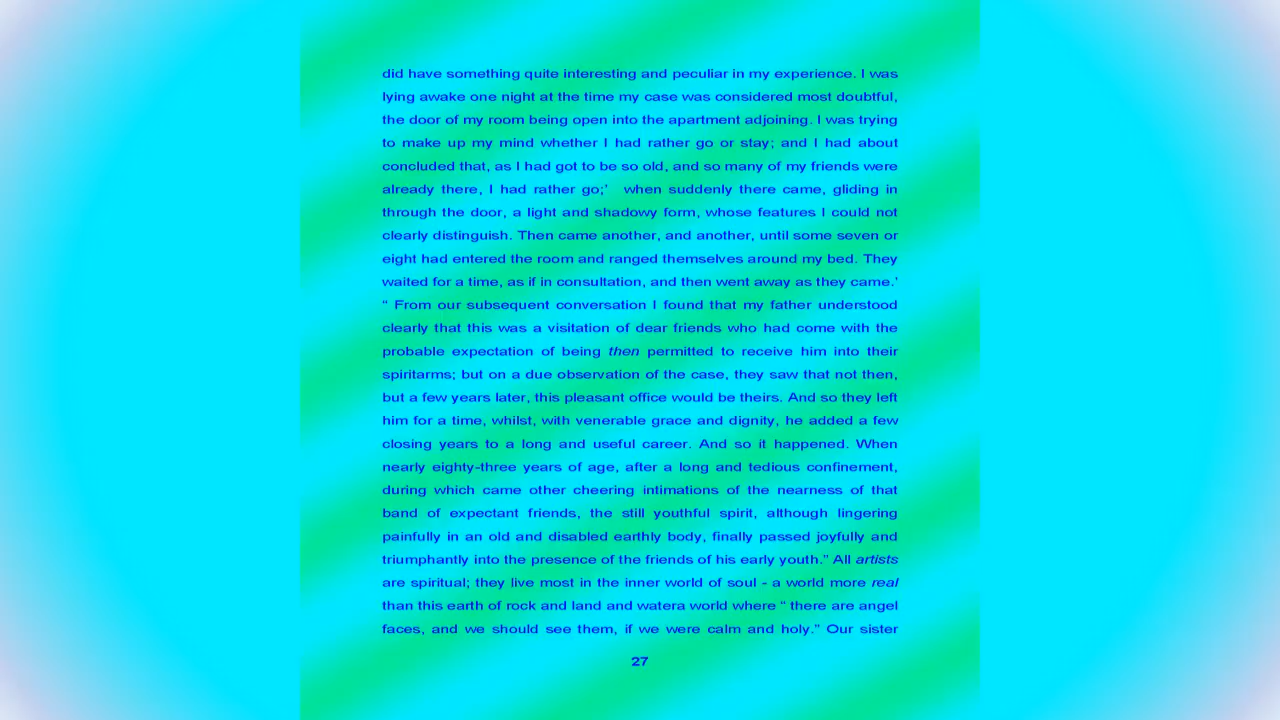 did have something quite interesting and peculiar in my experience. I was
lying awake one night at the time my case was considered most doubtful,
the door of my room being open into the apartment adjoining. I was trying
to make up my mind whether I had rather go or stay; and I had about
concluded that, as I had got to be so old, and so many of my friends were
already there, I had rather go;’ when suddenly there came, gliding in
through the door, a light and shadowy form, whose features I could not
clearly distinguish. Then came another, and another, until some seven or
eight had entered the room and ranged themselves around my bed. They
waited for a time, as if in consultation, and then went away as they came.’
“ From our subsequent conversation I found that my father understood
clearly that this was a visitation of dear friends who had come with the
probable expectation of being then permitted to receive him into their
spiritarms; but on a due observation of the case, they saw that not then,
but a few years later, this pleasant office would be theirs. And so they left
him for a time, whilst, with venerable grace and dignity, he added a few
closing years to a long and useful career. And so it happened. When
nearly eighty-three years of age, after a long and tedious confinement,
during which came other cheering intimations of the nearness of that
band of expectant friends, the still youthful spirit, although lingering
painfully in an old and disabled earthly body, finally passed joyfully and
triumphantly into the presence of the friends of his early youth.” All artists
are spiritual; they live most in the inner world of soul - a world more real
than this earth of rock and land and watera world where “ there are angel
faces, and we should see them, if we were calm and holy.” Our sister
27